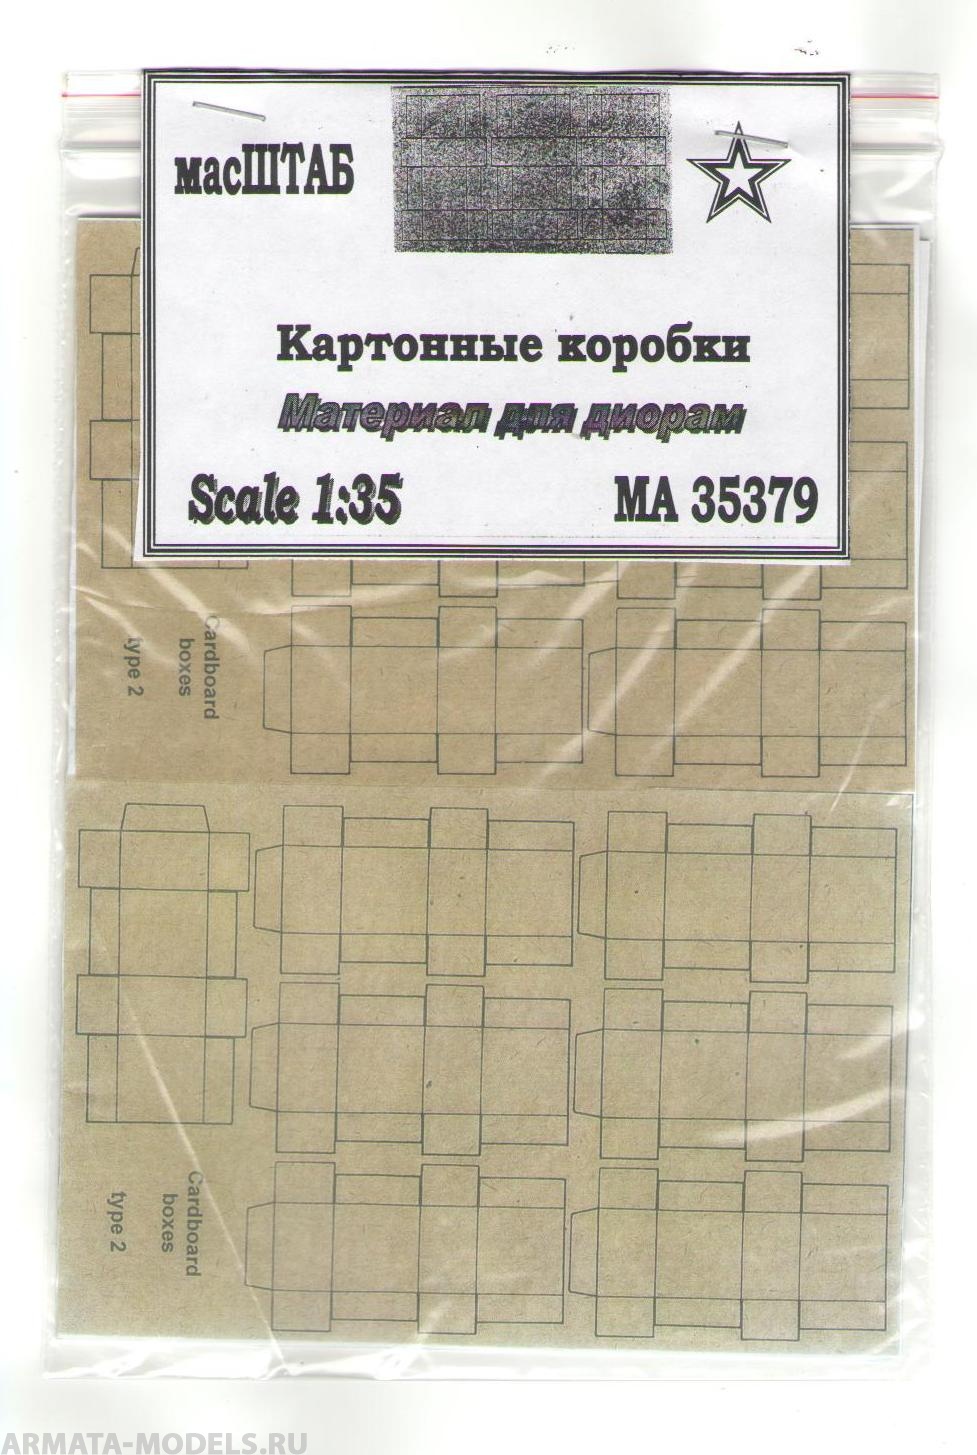 масШТАБ
Картонные коробки
Материал для диорам
Scale 1:35
МА 35379
Cardboard
boxes
type 2
Cardboard
boxes
type 2
ARMATA-MODELS.RU